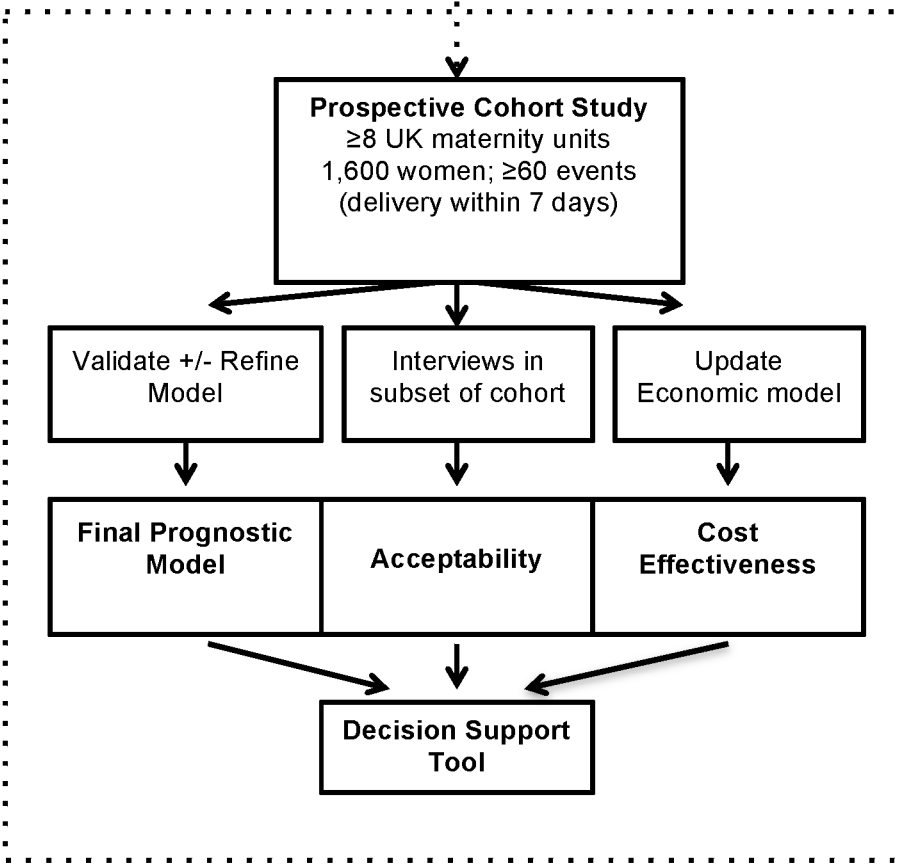 Prospective Cohort Study
≥8 UK maternity units
1,600 women; ≥60 events
(delivery within 7 days)
Validate +/- Refine
Model
Interviews in
subset of cohort
Update
Economic model
Final Prognostic
Model
Acceptability
Cost
Effectiveness
Decision Support
Tool